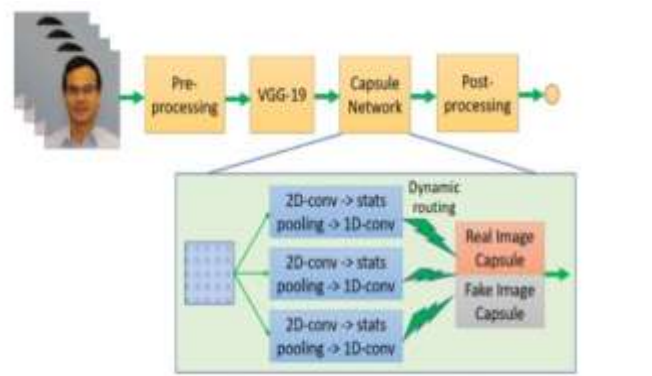 Pre-
processing
VGG-19
Capsule
Network
Post-
processing
2D-conv -> stats
pooling -> 1D-conv
2D-conv -> stats
pooling -> 1D-conv
2D-conv -> stats
pooling -> 1D-conv
Dynamic
routing
Real Image
Capsule
Fake Image
Capsule